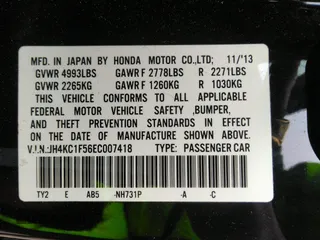 MFD. IN JAPAN BY HONDA MOTOR CO.,LTD; 11/'13
GVWR 4993LBS GAWR F 2778LBS R 2271LBS
GVWR 2265KG GAWR F 1260KG R 1030KG
THIS VEHICLE CONFORMS TO ALL APPLICABLE
FEDERAL MOTOR VEHICLE SAFETY ,BUMPER,
AND THEFT PREVENTION STANDARDS IN EFFECT
ON THE DATE OF MANUFACTURE SHOWN ABOVE.
V.I.N.:JH4KC1F56EC007418 TYPE: PASSENGER CAR
TY2 E AB5 -NH731P -A -C